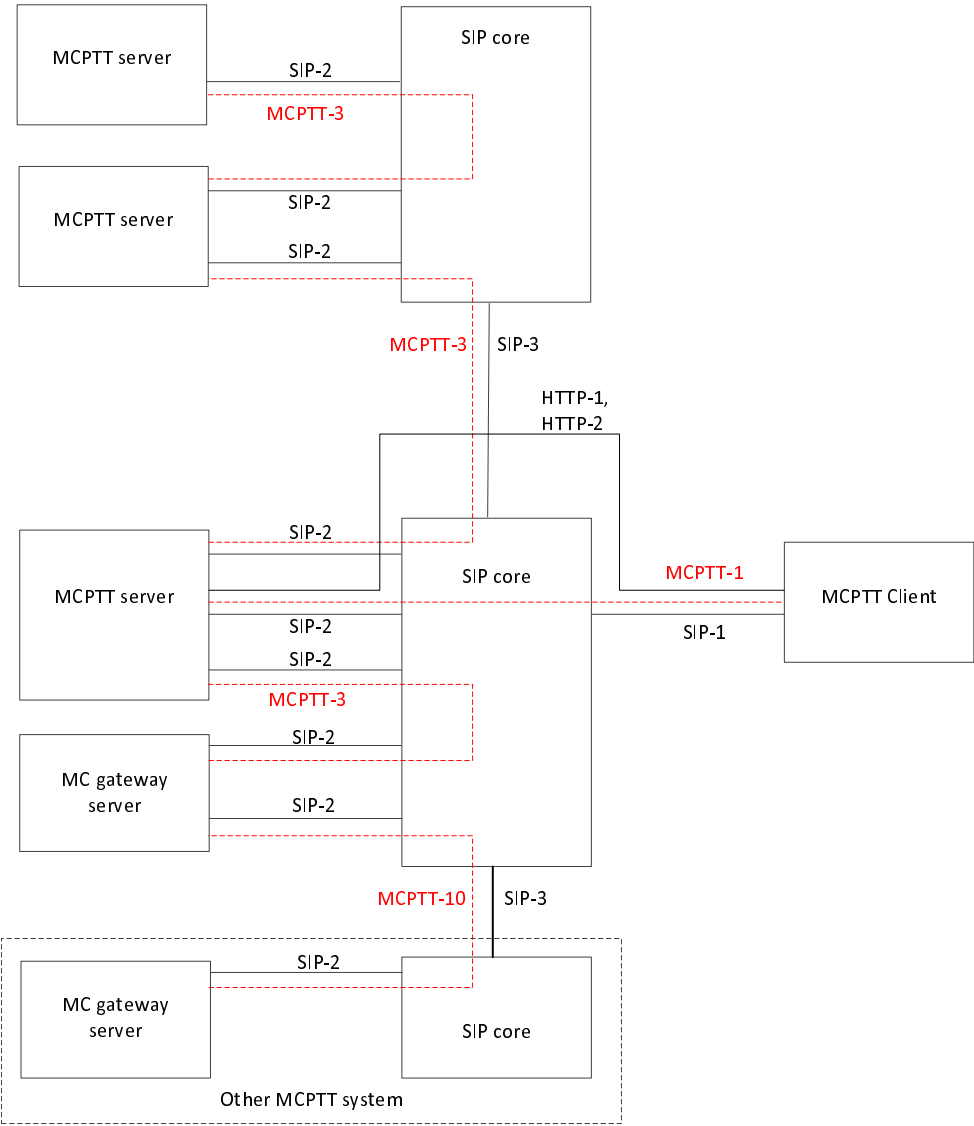 SIP core
MCPTT server
SIP-2
MCPTT-3
SIP-2
MCPTT server
SIP-2
MCPTT-3
SIP-3
HTTP-1,
HTTP-2
SIP-2
SIP core
MCPTT-1
MCPTT server
MCPTT Client
SIP-2
SIP-1
SIP-2
MCPTT-3
SIP-2
MC gateway
server
SIP-2
MCPTT-10
SIP-3
SIP-2
MC gateway
server
SIP core
Other MCPTT system